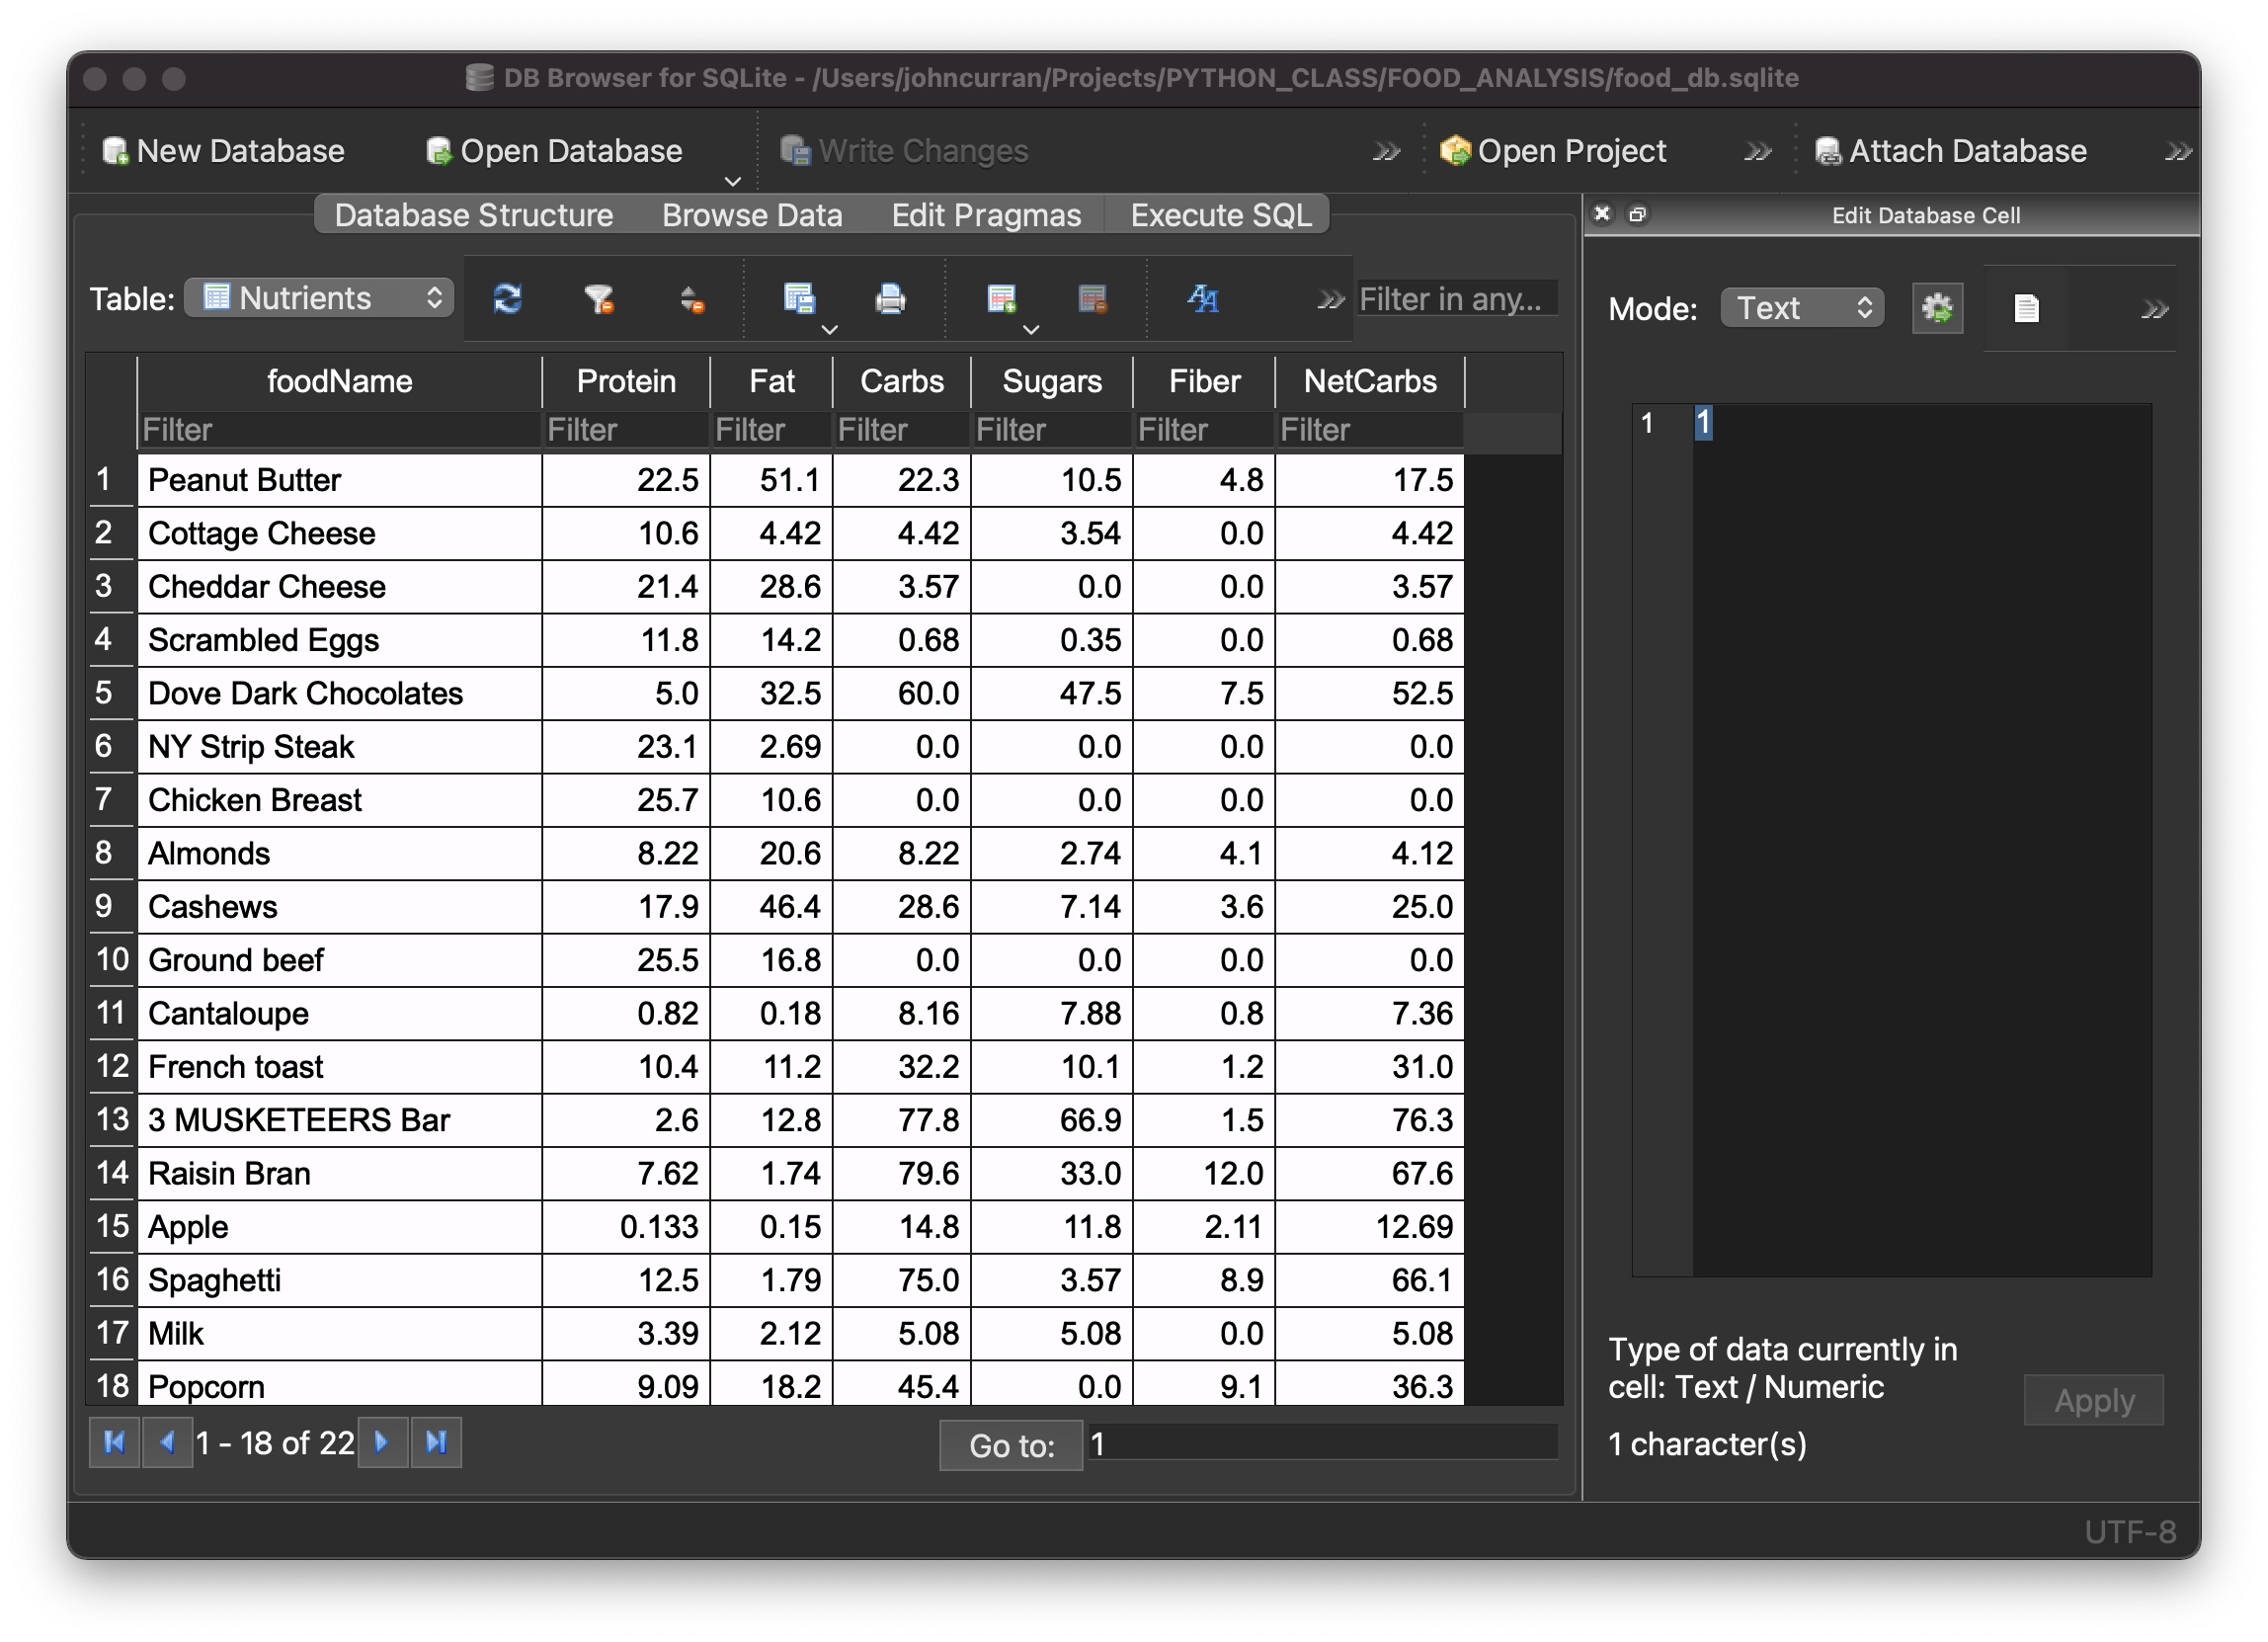 DB Browser for SQLite - /Users/johncurran/Projects/PYTHON_CLASS/FOOD_ANALYSIS/food_db.sqlite
New Database Open Database Write Changes Open Project Attach Database
Database Structure Browse Data Edit Pragmas Execute SQL
Edit Database Cell
Table: Nutrients Filter in any...
Mode: Text
foodName Protein Fat Carbs Sugars Fiber NetCarbs
Filter Filter Filter Filter Filter Filter Filter
1 Peanut Butter 22.5 51.1 22.3 10.5 4.8 17.5
2 Cottage Cheese 10.6 4.42 4.42 3.54 0.0 4.42
3 Cheddar Cheese 21.4 28.6 3.57 0.0 0.0 3.57
4 Scrambled Eggs 11.8 14.2 0.68 0.35 0.0 0.68
5 Dove Dark Chocolates 5.0 32.5 60.0 47.5 7.5 52.5
6 NY Strip Steak 23.1 2.69 0.0 0.0 0.0 0.0
7 Chicken Breast 25.7 10.6 0.0 0.0 0.0 0.0
8 Almonds 8.22 20.6 8.22 2.74 4.1 4.12
9 Cashews 17.9 46.4 28.6 7.14 3.6 25.0
10 Ground beef 25.5 16.8 0.0 0.0 0.0 0.0
11 Cantaloupe 0.82 0.18 8.16 7.88 0.8 7.36
12 French toast 10.4 11.2 32.2 10.1 1.2 31.0
13 3 MUSKETEERS Bar 2.6 12.8 77.8 66.9 1.5 76.3
14 Raisin Bran 7.62 1.74 79.6 33.0 12.0 67.6
15 Apple 0.133 0.15 14.8 11.8 2.11 12.69
16 Spaghetti 12.5 1.79 75.0 3.57 8.9 66.1
17 Milk 3.39 2.12 5.08 5.08 0.0 5.08
18 Popcorn 9.09 18.2 45.4 0.0 9.1 36.3
1 - 18 of 22 Go to: 1
1 1
Type of data currently in
cell: Text / Numeric
Apply
1 character(s)
UTF-8